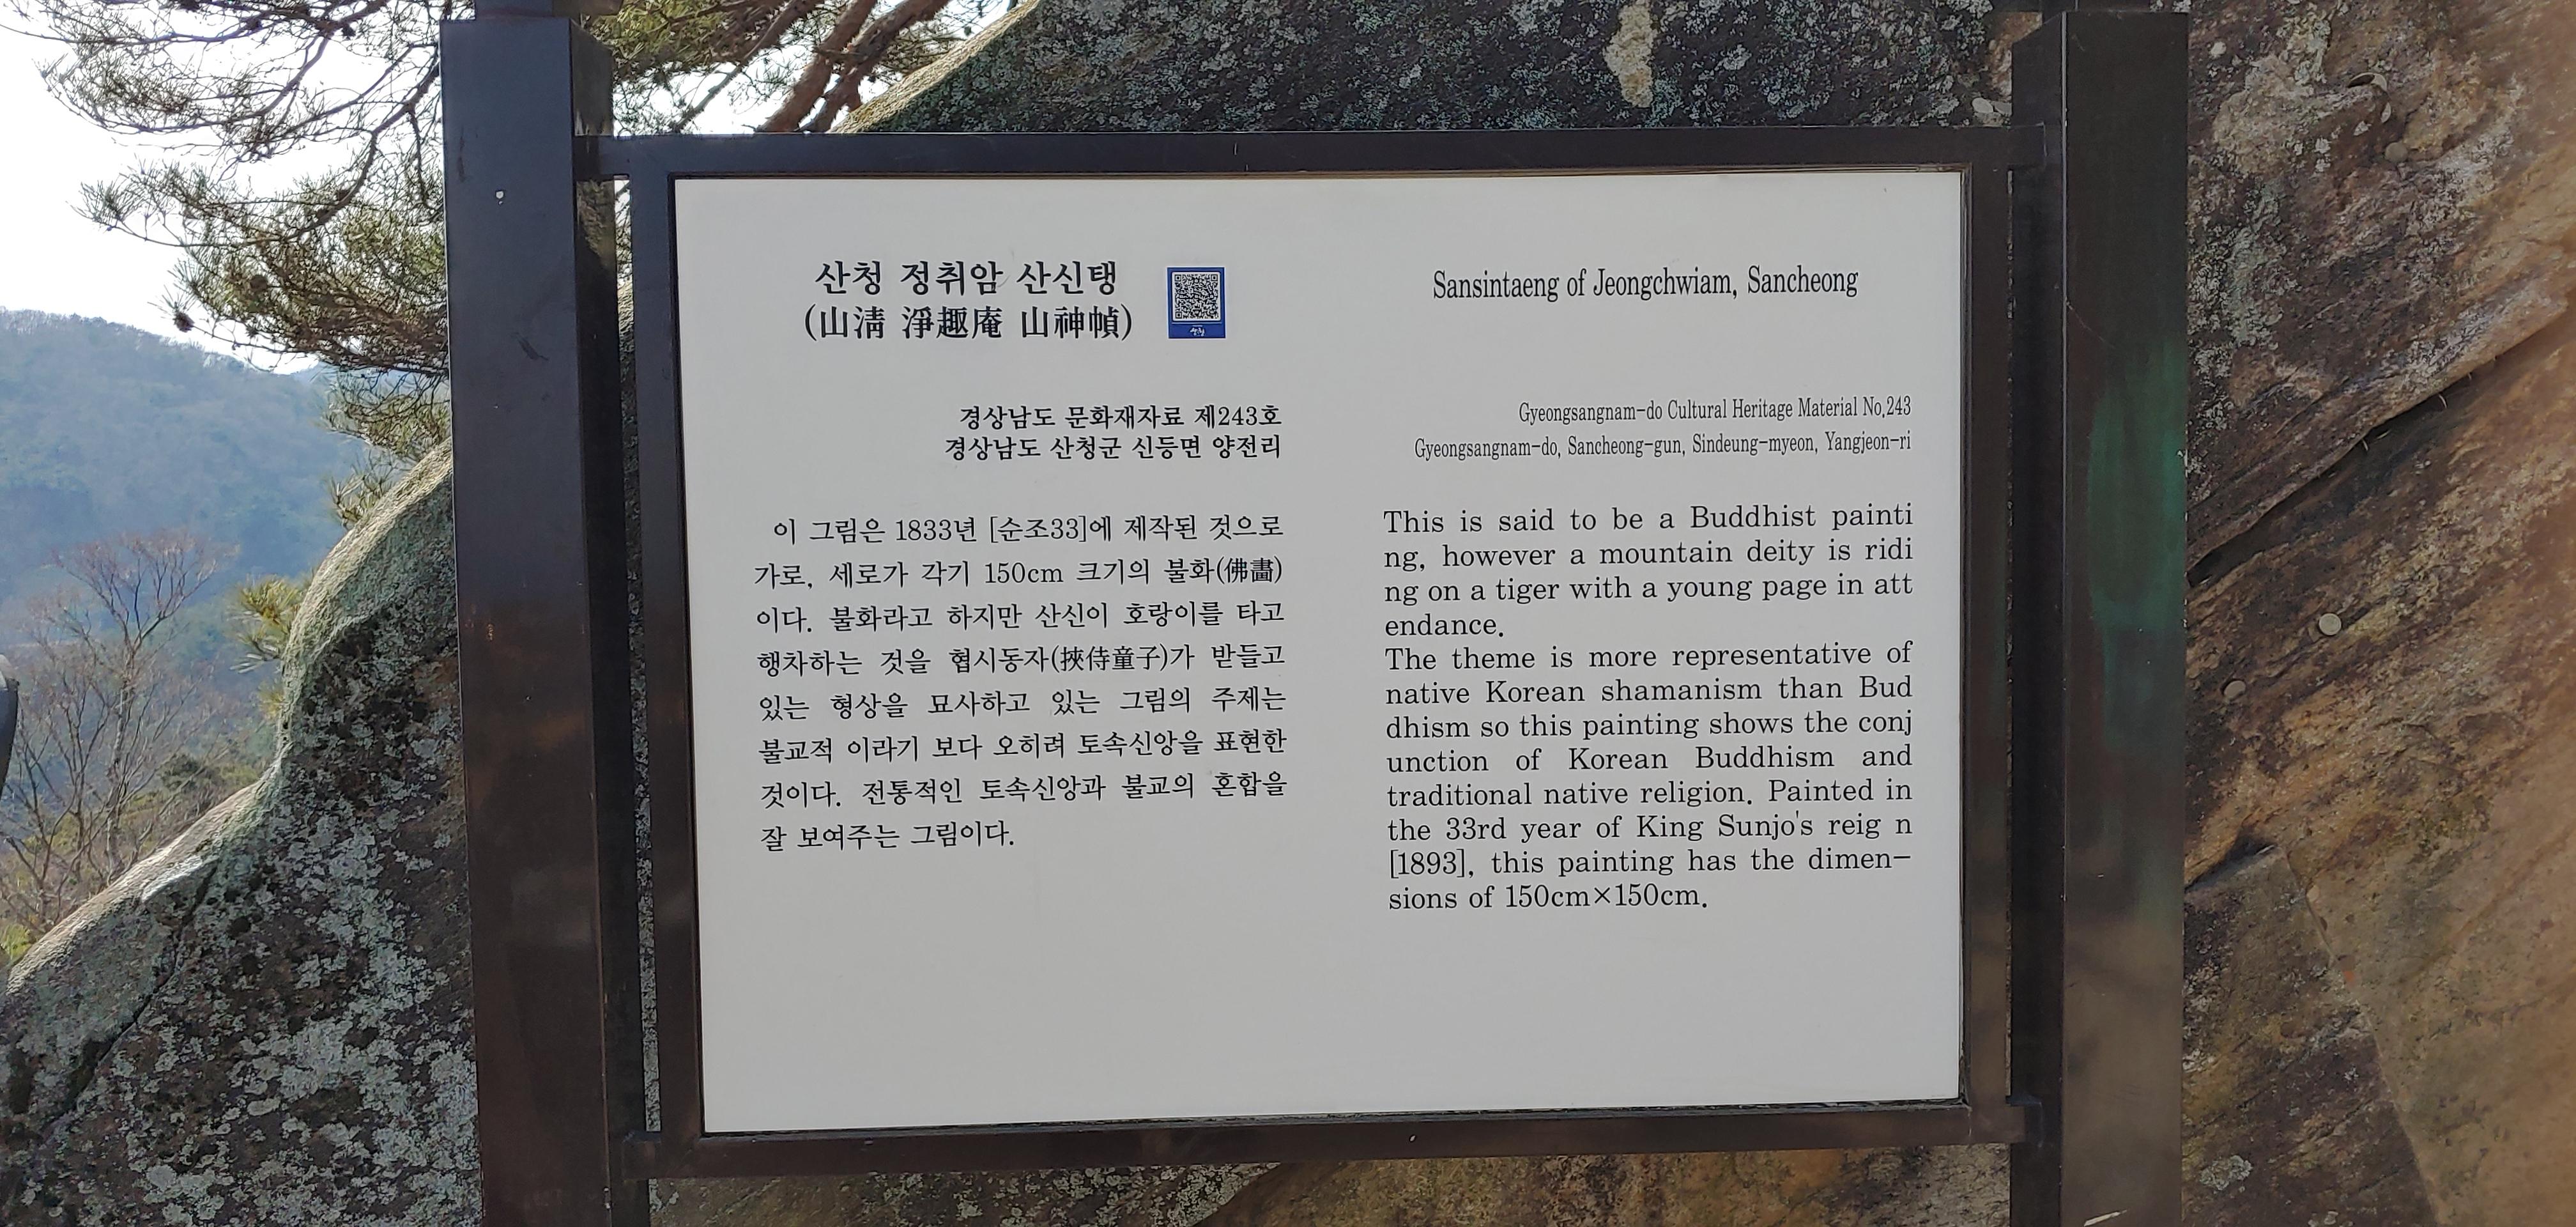 산청 정취암 산신탱
(山淸 淨趣庵 山神幀)
경상남도 문화재자료 제243호
경상남도 산청군 신등면 양전리
이 그림은 1833년 [순조33]에 제작된 것으로
가로, 세로가 각기 150cm 크기의 불화(佛畵)
이다. 불화라고 하지만 산신이 호랑이를 타고
행차하는 것을 협시동자(挾侍童子)가 받들고
있는 형상을 묘사하고 있는 그림의 주제는
불교적 이라기 보다 오히려 토속신앙을 표현한
것이다. 전통적인 토속신앙과 불교의 혼합을
잘 보여주는 그림이다.
Sansintaeng of Jeongchwiam, Sancheong
Gyeongsangnam-do Cultural Heritage Material No,243
Gyeongsangnam-do, Sancheong-gun, Sindeung-myeon, Yangjeon-ri
This is said to be a Buddhist painti
ng, however a mountain deity is ridi
ng on a tiger with a young page in att
endance.
The theme is more representative of
native Korean shamanism than Bud
dhism so this painting shows the conj
unction of Korean Buddhism and
traditional native religion. Painted in
the 33rd year of King Sunjo's reig n
[1893], this painting has the dimen-
sions of 150cm×150cm.